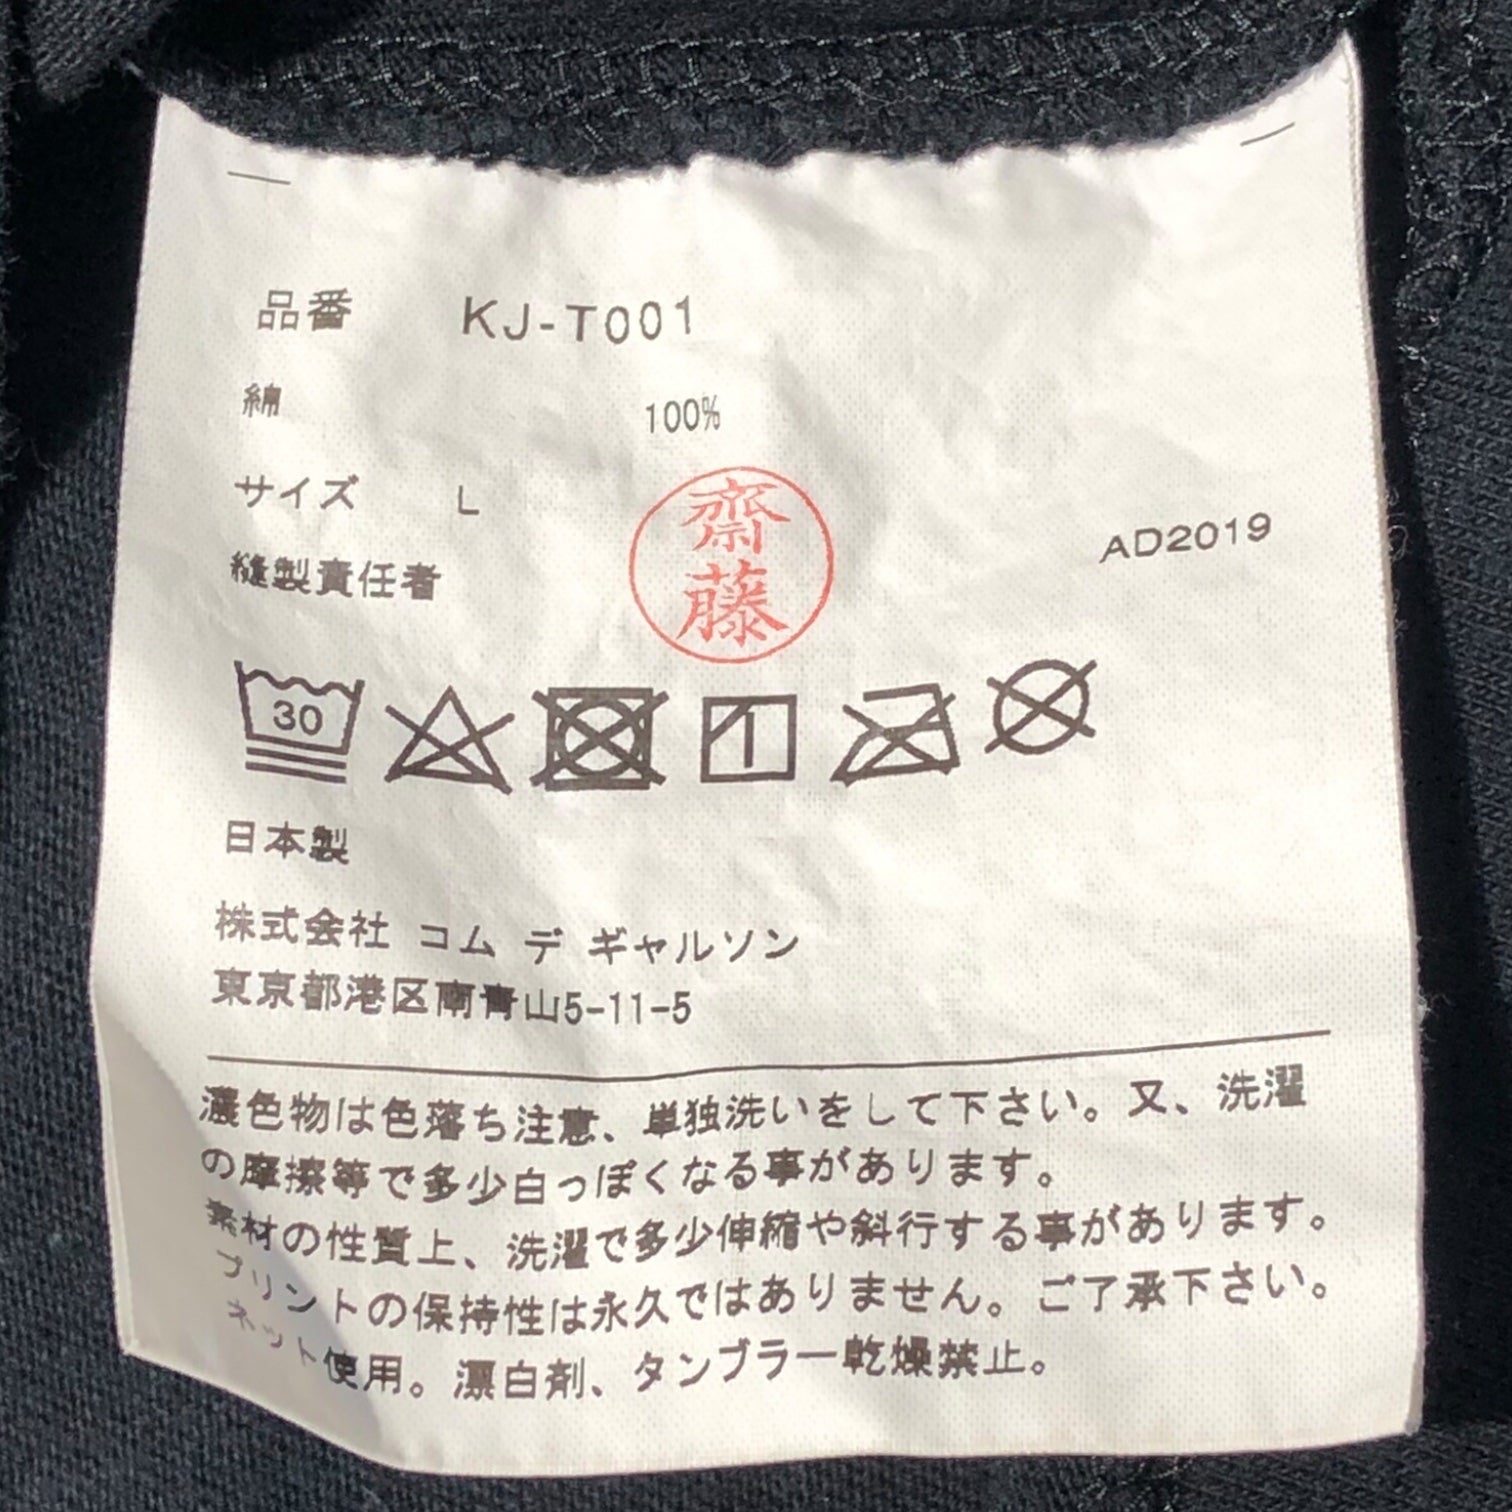 品番 KJ-T001
綿 100%
サイズ L
縫製責任者 齋藤
AD2019
30
日本製
株式会社 コム デ ギャルソン
東京都港区南青山5-11-5
濃色物は色落ち注意、単独洗いをして下さい。又、洗濯
の摩擦等で多少白っぽくなる事があります。
素材の性質上、洗濯で多少伸縮や斜行する事があります。
プリントの保持性は永久ではありません。ご了承下さい。
ネット使用。漂白剤、タンブラー乾燥禁止。